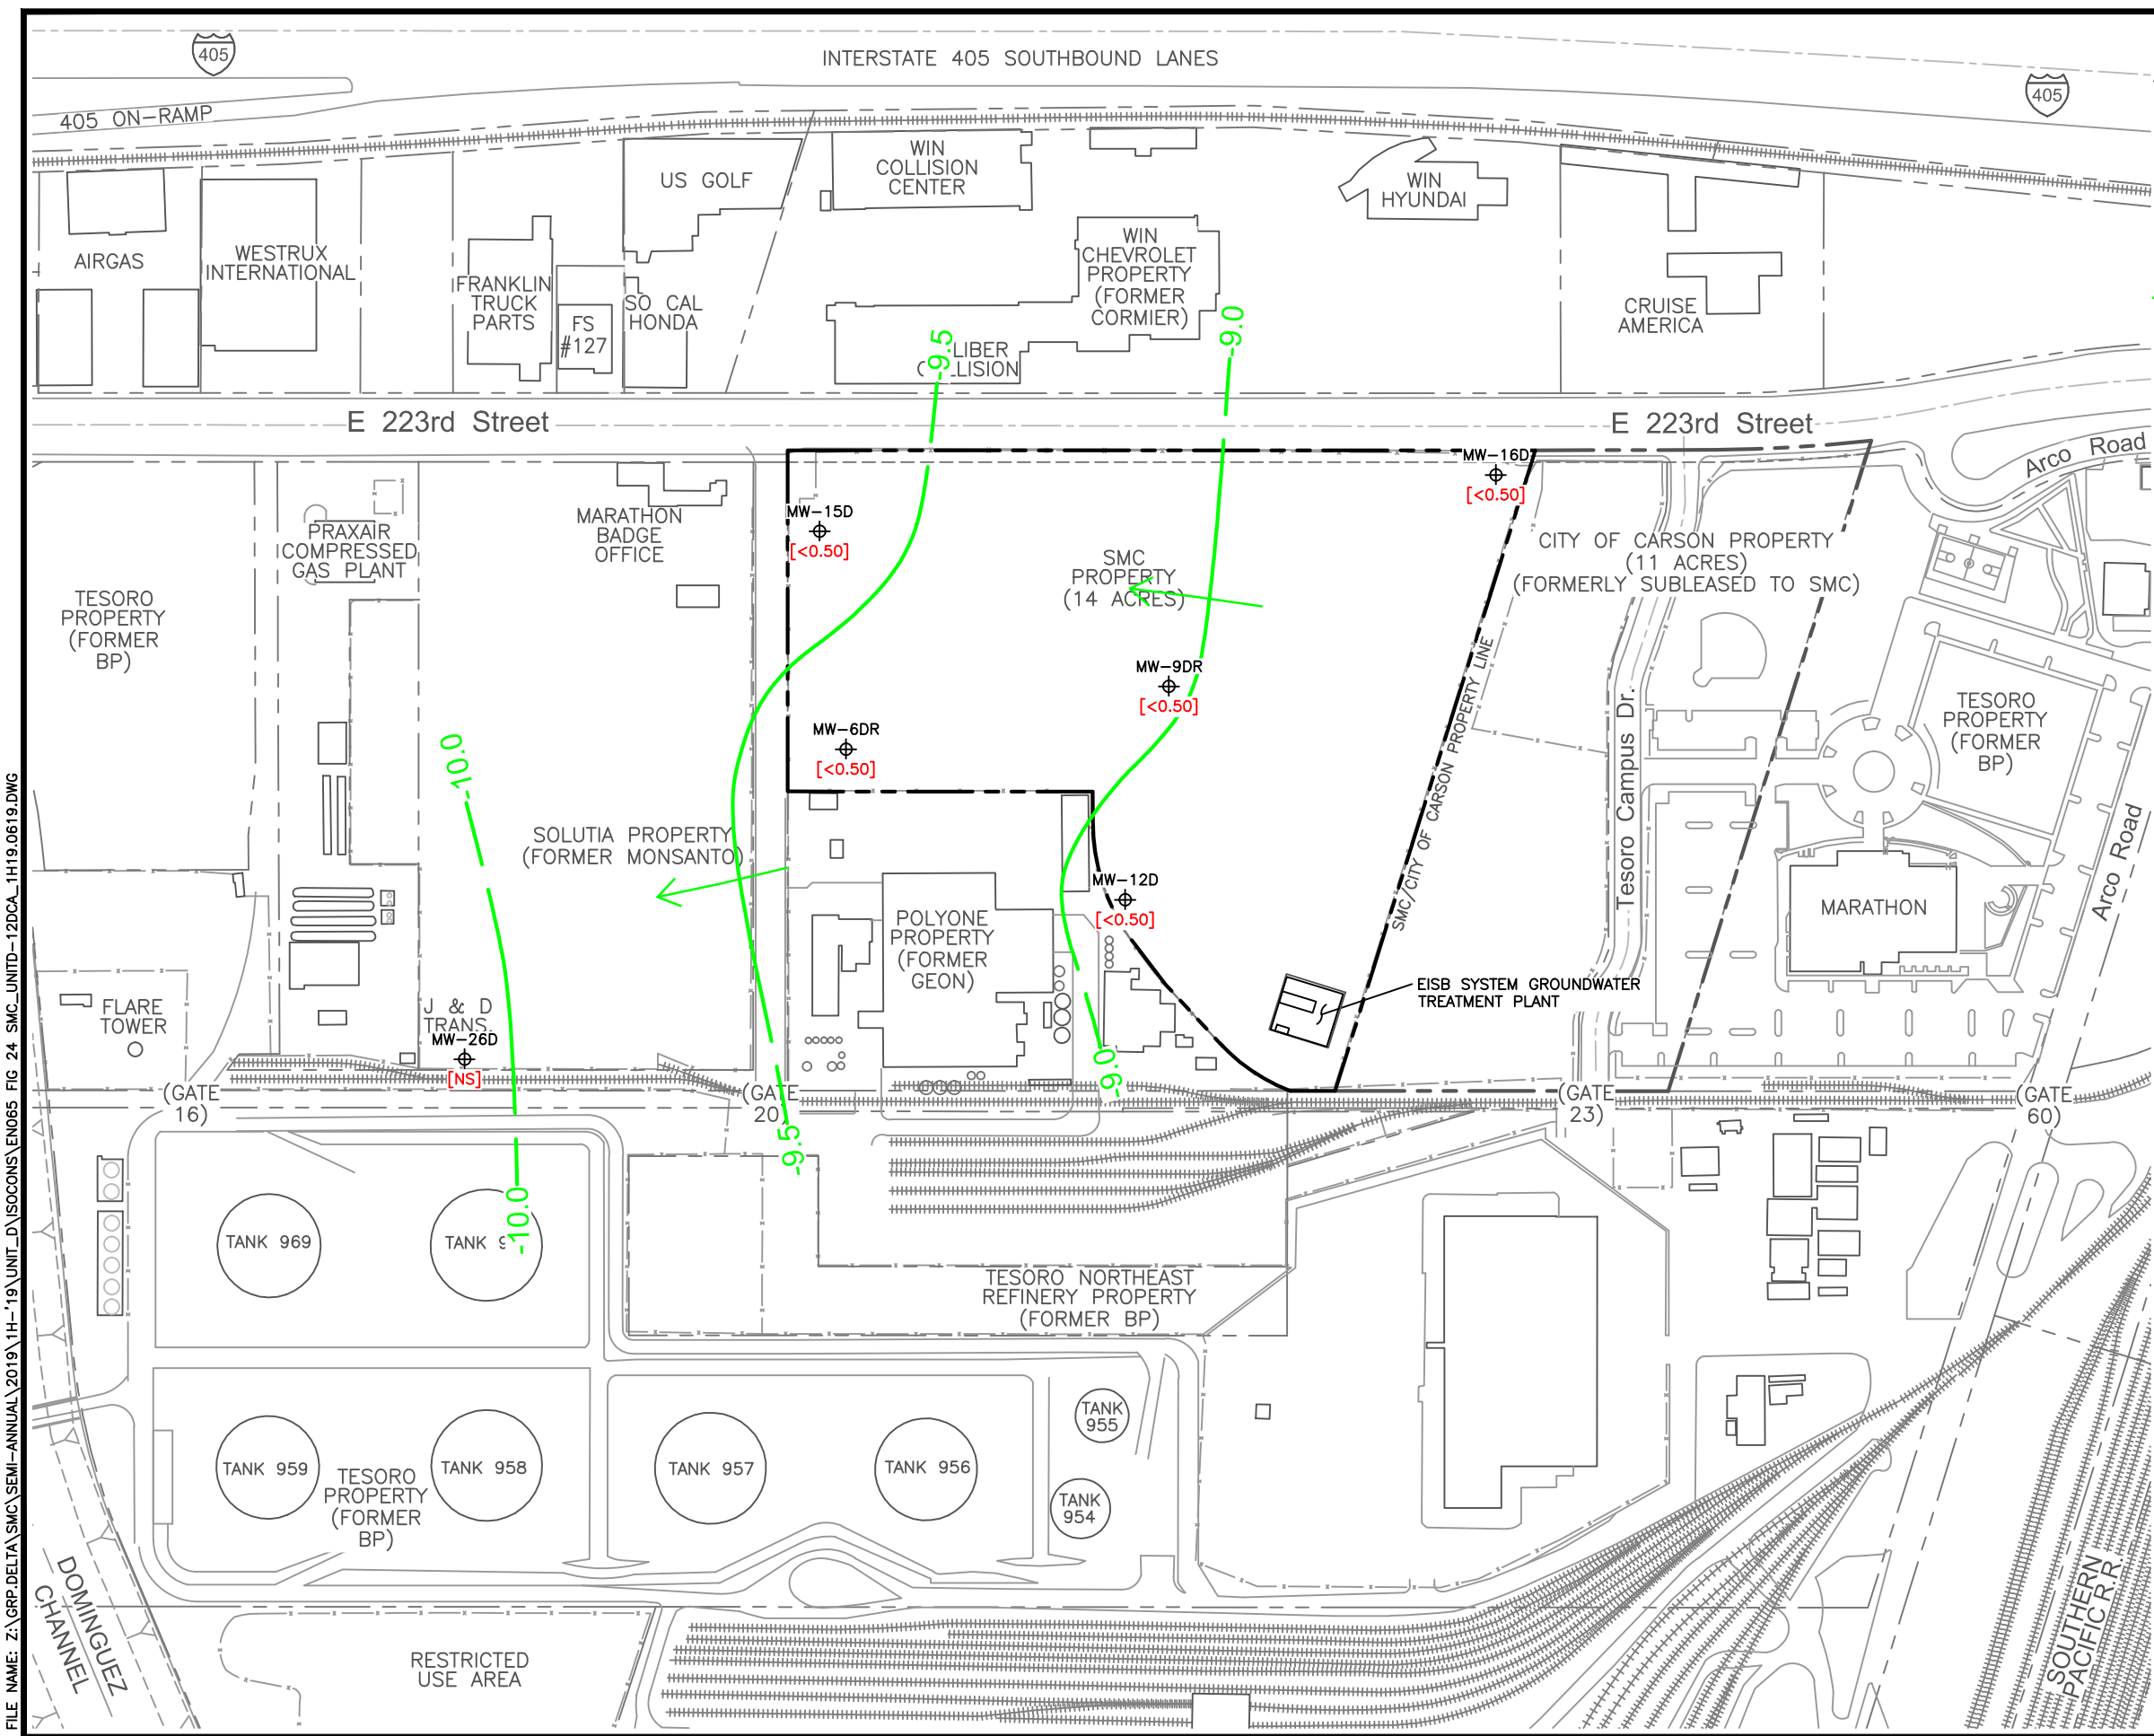 405
INTERSTATE 405 SOUTHBOUND LANES
405
405 ON-RAMP
US GOLF
WIN
COLLISION
CENTER
WIN
HYUNDAI
AIRGAS
WESTRUX
INTERNATIONAL
FRANKLIN
TRUCK
PARTS
FS
#127
SO CAL
HONDA
WIN
CHEVROLET
PROPERTY
(FORMER
CORMIER)
CRUISE
AMERICA
-9.5
-9.0
LIBER
E 223rd Street
E 223rd Street
Arco Road
MW-16D
[<0.50]
MW-15D
[<0.50]
MARATHON
BADGE
OFFICE
PRAXAIR
COMPRESSED
GAS PLANT
SMC
PROPERTY
(14 ACRES)
CITY OF CARSON PROPERTY
(11 ACRES)
(FORMERLY SUBLEASED TO SMC)
TESORO
PROPERTY
(FORMER
BP)
MW-9DR
[<0.50]
MW-6DR
[<0.50]
SMC/CITY OF CARSON PROPERTY LINE
Tesoro Campus Dr.
TESORO
PROPERTY
(FORMER
BP)
-10.0
SOLUTIA PROPERTY
(FORMER MONSANTO)
MW-12D
[<0.50]
POLYONE
PROPERTY
(FORMER
GEON)
MARATHON
Arco Road
EISB SYSTEM GROUNDWATER
TREATMENT PLANT
FLARE
TOWER
J & D
TRANS.
MW-26D
[NS]
-9.0
(GATE
16)
(GATE
20)
(GATE
23)
(GATE
60)
-9.5
-10.0
TANK 969
TANK 9
TESORO NORTHEAST
REFINERY PROPERTY
(FORMER BP)
TANK
955
TANK 959
TANK 958
TANK 957
TANK 956
TANK
954
TESORO
PROPERTY
(FORMER
BP)
DOMINGUEZ
CHANNEL
RESTRICTED
USE AREA
SOUTHERN
PACIFIC R.R.
FILE NAME: Z:\GRP.DELTA\SMC\SEMI-ANNUAL\2019\1H-'19\UNIT_D\ISOCONS\EN065 FIG 24 SMC_UNITD-12DCA_1H19.0619.DWG